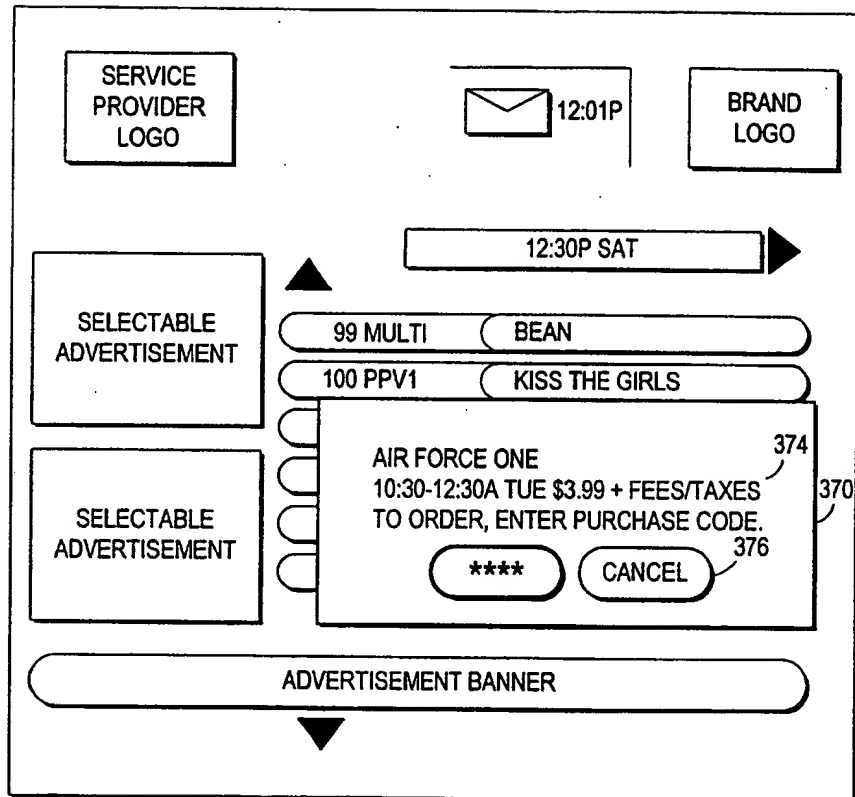 SERVICE
PROVIDER
LOGO
12:01P
BRAND
LOGO
12:30P SAT
SELECTABLE
ADVERTISEMENT
99 MULTI BEAN
100 PPV1 KISS THE GIRLS
SELECTABLE
ADVERTISEMENT
AIR FORCE ONE
374
10:30-12:30A TUE $3.99 + FEES/TAXES
370
TO ORDER, ENTER PURCHASE CODE.
376
**** CANCEL
ADVERTISEMENT BANNER